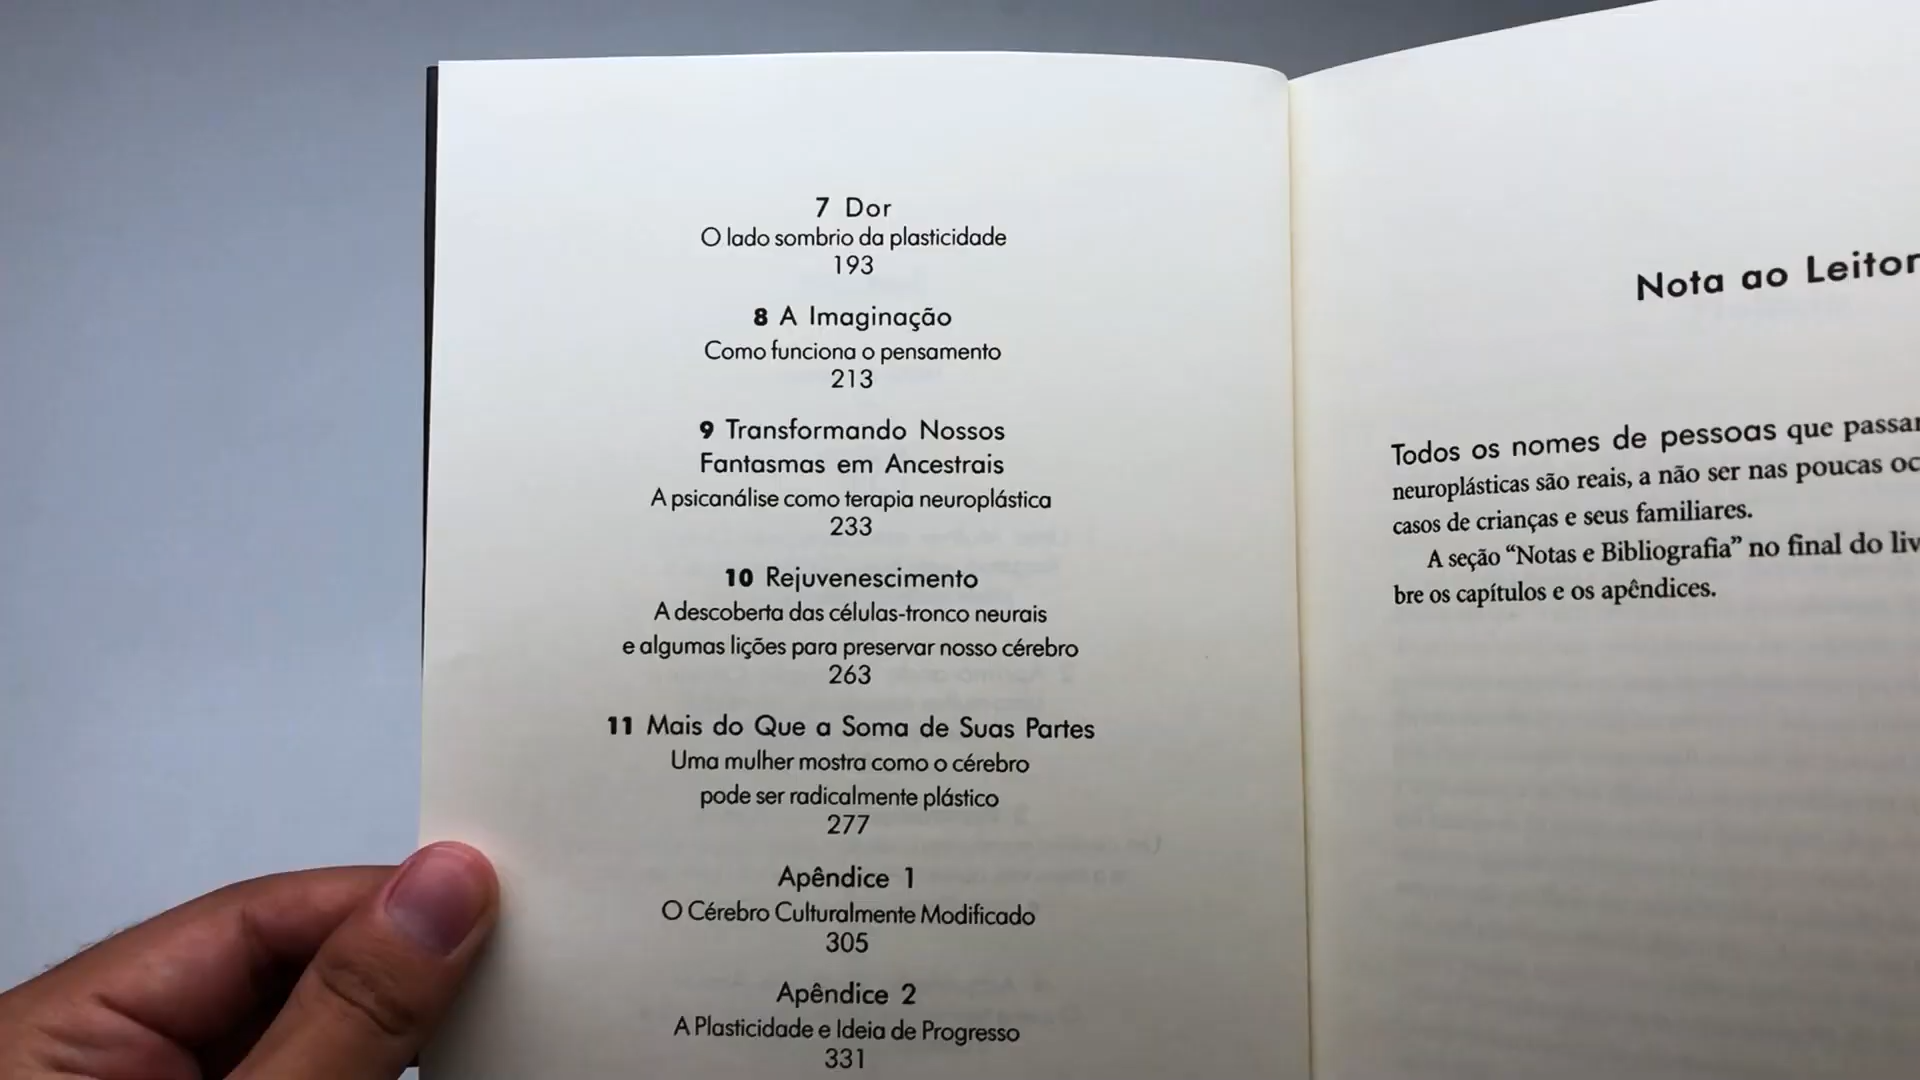 7 Dor
O lado sombrio da plasticidade
193
8 A Imaginação
Como funciona o pensamento
213
9 Transformando Nossos
Fantasmas em Ancestrais
A psicanálise como terapia neuroplástica
233
10 Rejuvenescimento
A descoberta das células-tronco neurais
e algumas lições para preservar nosso cérebro
263
11 Mais do Que a Soma de Suas Partes
Uma mulher mostra como o cérebro
pode ser radicalmente plástico
277
Apêndice 1
O Cérebro Culturalmente Modificado
305
Apêndice 2
A Plasticidade e Ideia de Progresso
331
Nota ao Leitor
Todos os nomes de pessoas que
neuroplásticas são reais, a não ser nas poucas
casos de crianças e seus familiares.
A seção “Notas e Bibliografia” no final do
bre os capítulos e os apêndices.